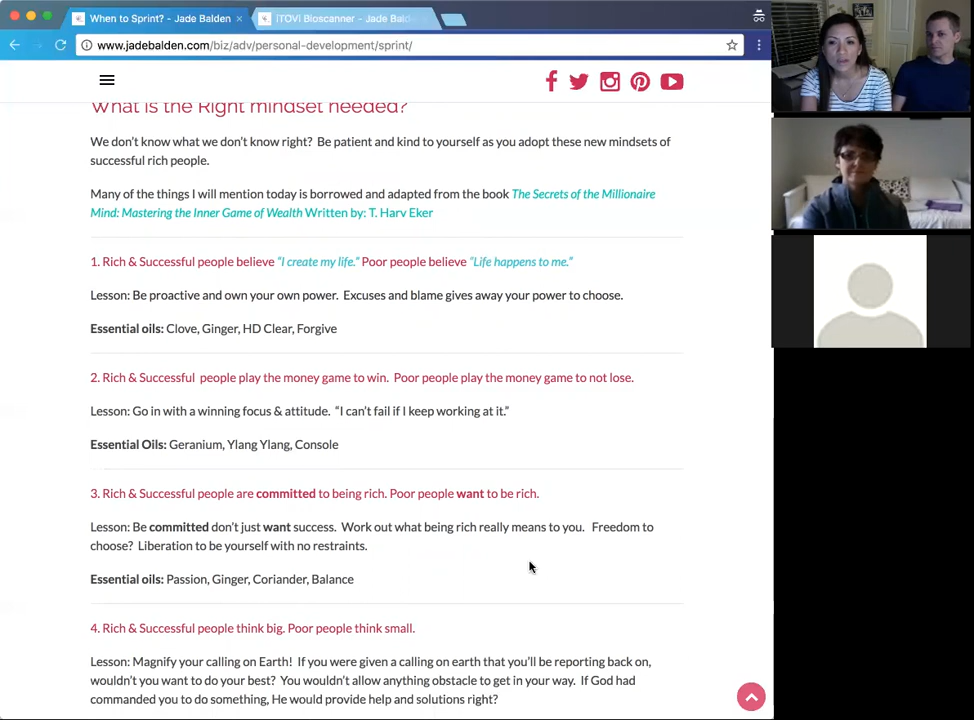 When to Sprint? - Jade Balden
iTOVi Bioscanner - Jade Bald
www.jadebalden.com/biz/adv/personal-development/sprint/
What is the Right mindset needed?
We don't know what we don't know right?  Be patient and kind to yourself as you adopt these new mindsets of
successful rich people.
Many of the things I will mention today is borrowed and adapted from the book The Secrets of the Millionaire
Mind: Mastering the Inner Game of Wealth Written by: T. Harv Eker
1. Rich & Successful people believe “I create my life.” Poor people believe “Life happens to me.”
Lesson: Be proactive and own your own power.  Excuses and blame gives away your power to choose.
Essential oils: Clove, Ginger, HD Clear, Forgive
2. Rich & Successful  people play the money game to win.  Poor people play the money game to not lose.
Lesson: Go in with a winning focus & attitude.  “I can't fail if I keep working at it.”
Essential Oils: Geranium, Ylang Ylang, Console
3. Rich & Successful people are committed to being rich. Poor people want to be rich.
Lesson: Be committed don't just want success.  Work out what being rich really means to you.   Freedom to
choose?  Liberation to be yourself with no restraints.
Essential oils: Passion, Ginger, Coriander, Balance
4. Rich & Successful people think big. Poor people think small.
Lesson: Magnify your calling on Earth!  If you were given a calling on earth that you'll be reporting back on,
wouldn't you want to do your best?  You wouldn't allow anything obstacle to get in your way.  If God had
commanded you to do something, He would provide help and solutions right?